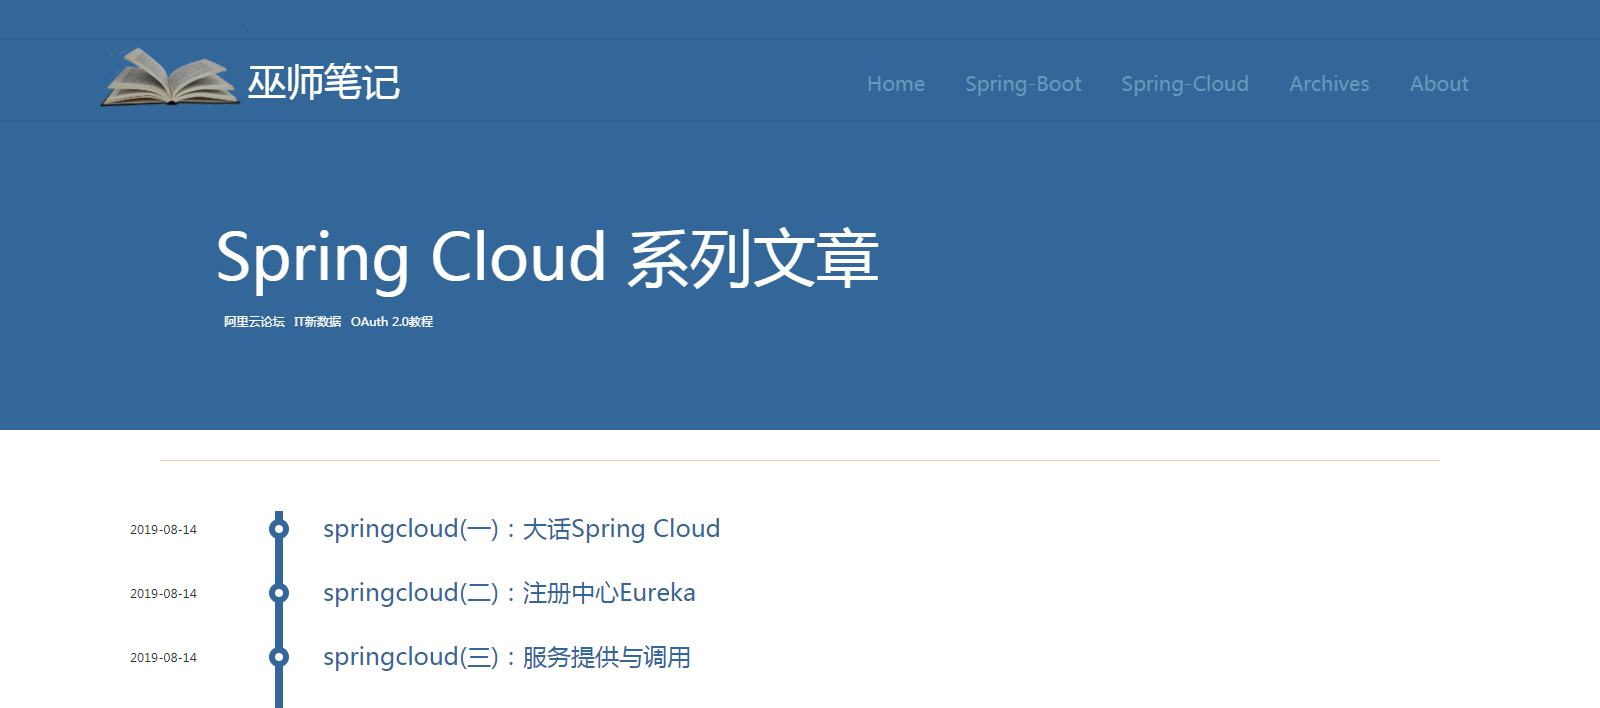 巫师笔记
Home Spring-Boot Spring-Cloud Archives About
Spring Cloud 系列文章
阿里云论坛 IT新数据 OAuth 2.0教程
2019-08-14 springcloud(一)：大话Spring Cloud
2019-08-14 springcloud(二)：注册中心Eureka
2019-08-14 springcloud(三)：服务提供与调用